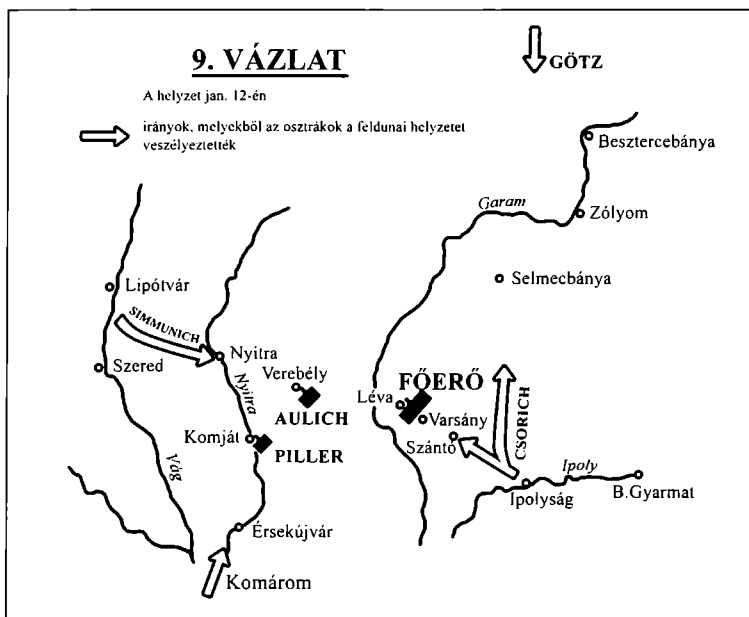 9. VÁZLAT
GÖTZ
A helyzet jan. 12-én
irányok, melyekből az osztrákok a feldunai helyzetet
veszélyeztették
Besztercebánya
Garam
Zólyom
Selmecbánya
Lipótvár
SIMMUNICH
Szered
Nyitra
Verebély
Nyitra
AULICH
FŐERŐ
Léva
Varsány
CSORICH
Komját
PILLER
Szántó
Vág
Ipoly
Ipolyság
B.Gyarmat
Érsekújvár
Komárom